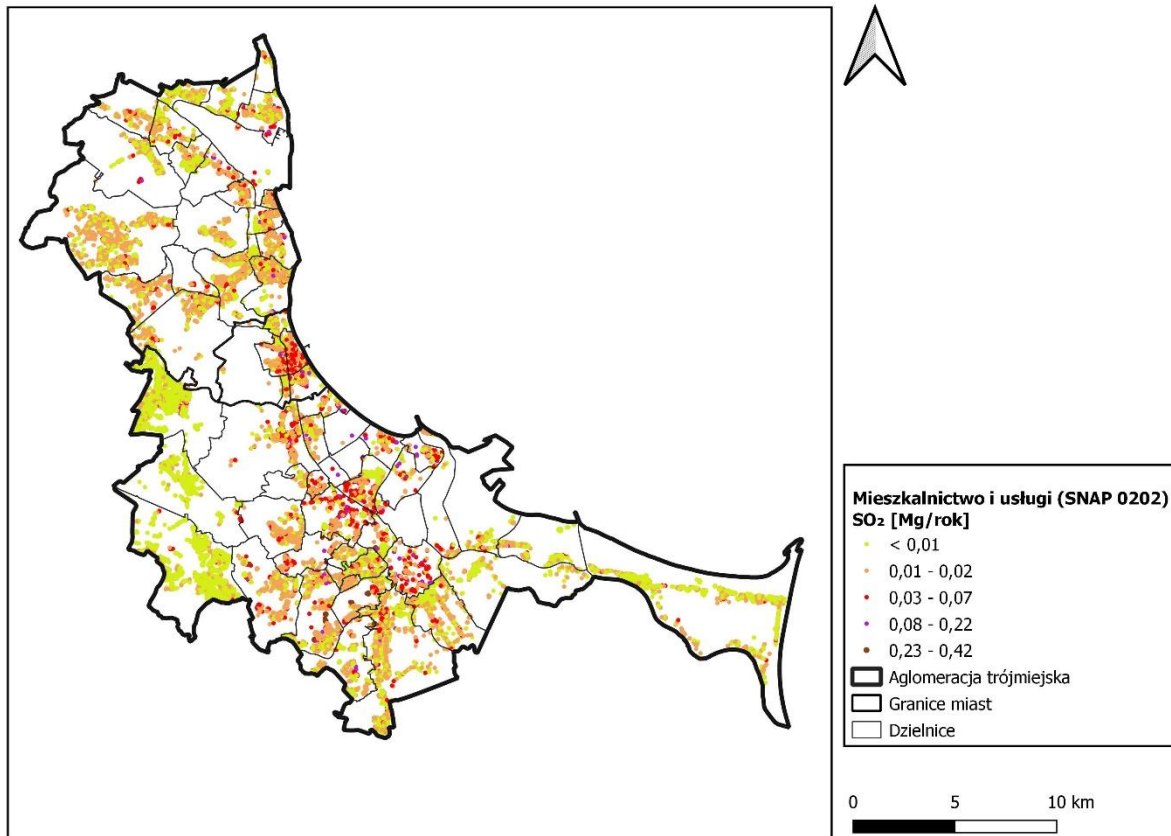 Mieszkalnictwo i usługi (SNAP 0202)
SO₂ [Mg/rok]
< 0,01
0,01 - 0,02
0,03 - 0,07
0,08 - 0,22
0,23 - 0,42
Aglomeracja trójmiejska
Granice miast
Dzielnice
0 5 10 km